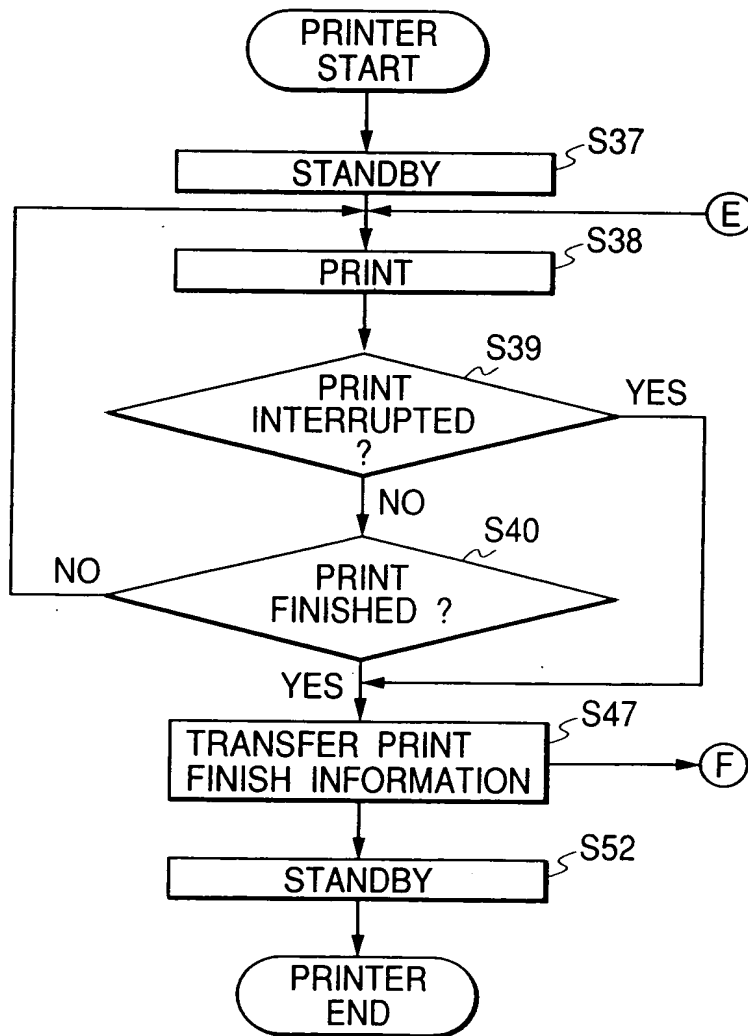 PRINTER
START
S37
STANDBY
E
S38
PRINT
S39
PRINT
INTERRUPTED
?
YES
NO
S40
PRINT
FINISHED ?
NO
YES
S47
TRANSFER PRINT
FINISH INFORMATION
F
S52
STANDBY
PRINTER
END